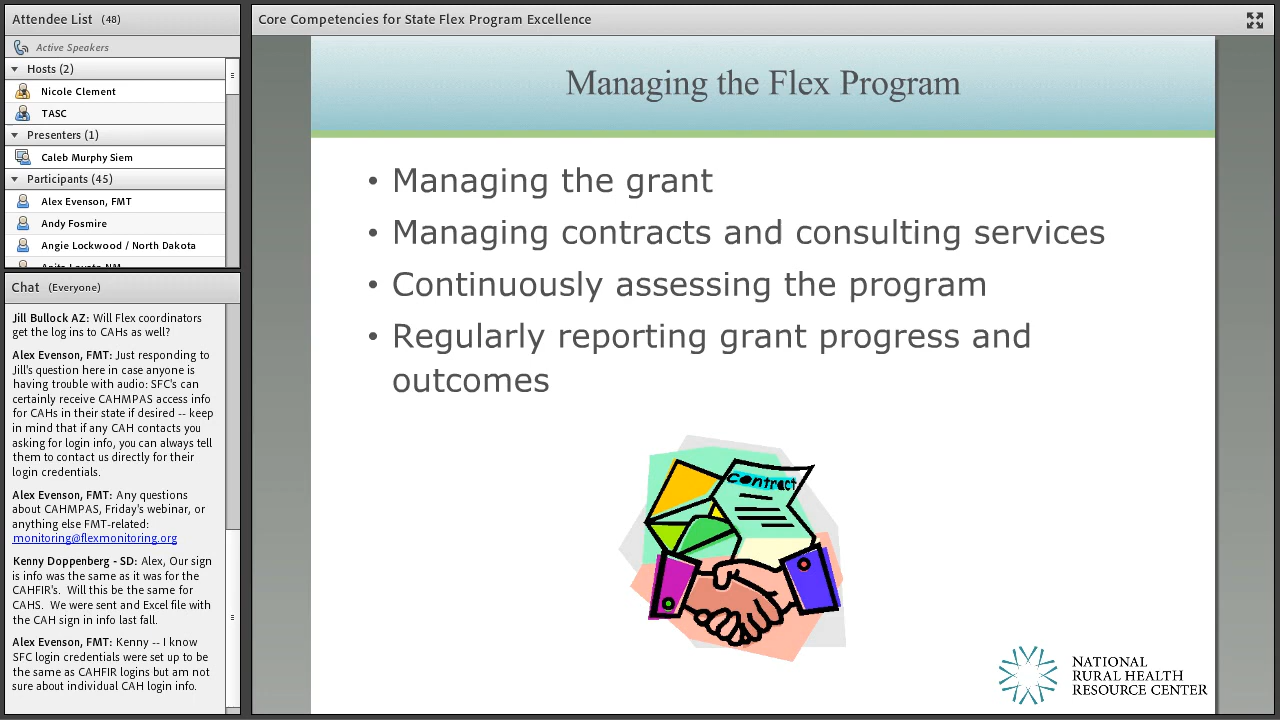 Attendee List (48)
Active Speakers
Hosts (2)
Nicole Clement
TASC
Presenters (1)
Caleb Murphy Siem
Participants (45)
Alex Evenson, FMT
Andy Fosmire
Angie Lockwood / North Dakota
Chat (Everyone)
Jill Bullock AZ: Will Flex coordinators
get the log ins to CAHs as well?
Alex Evenson, FMT: Just responding to
Jill's question here in case anyone is
having trouble with audio: SFC's can
certainly receive CAHMPAS access info
for CAHs in their state if desired -- keep
in mind that if any CAH contacts you
asking for login info, you can always tell
them to contact us directly for their
login credentials.
Alex Evenson, FMT: Any questions
about CAHMPAS, Friday's webinar, or
anything else FMT-related:
monitoring@flexmonitoring.org
Kenny Doppenberg - SD: Alex, Our sign
is info was the same as it was for the
CAHFIR's. Will this be the same for
CAHS. We were sent and Excel file with
the CAH sign in info last fall.
Alex Evenson, FMT: Kenny -- I know
SFC login credentials were set up to be
the same as CAHFIR logins but am not
sure about individual CAH login info.
Core Competencies for State Flex Program Excellence
Managing the Flex Program
• Managing the grant
• Managing contracts and consulting services
• Continuously assessing the program
• Regularly reporting grant progress and
outcomes
contract
NATIONAL
RURAL HEALTH
RESOURCE CENTER